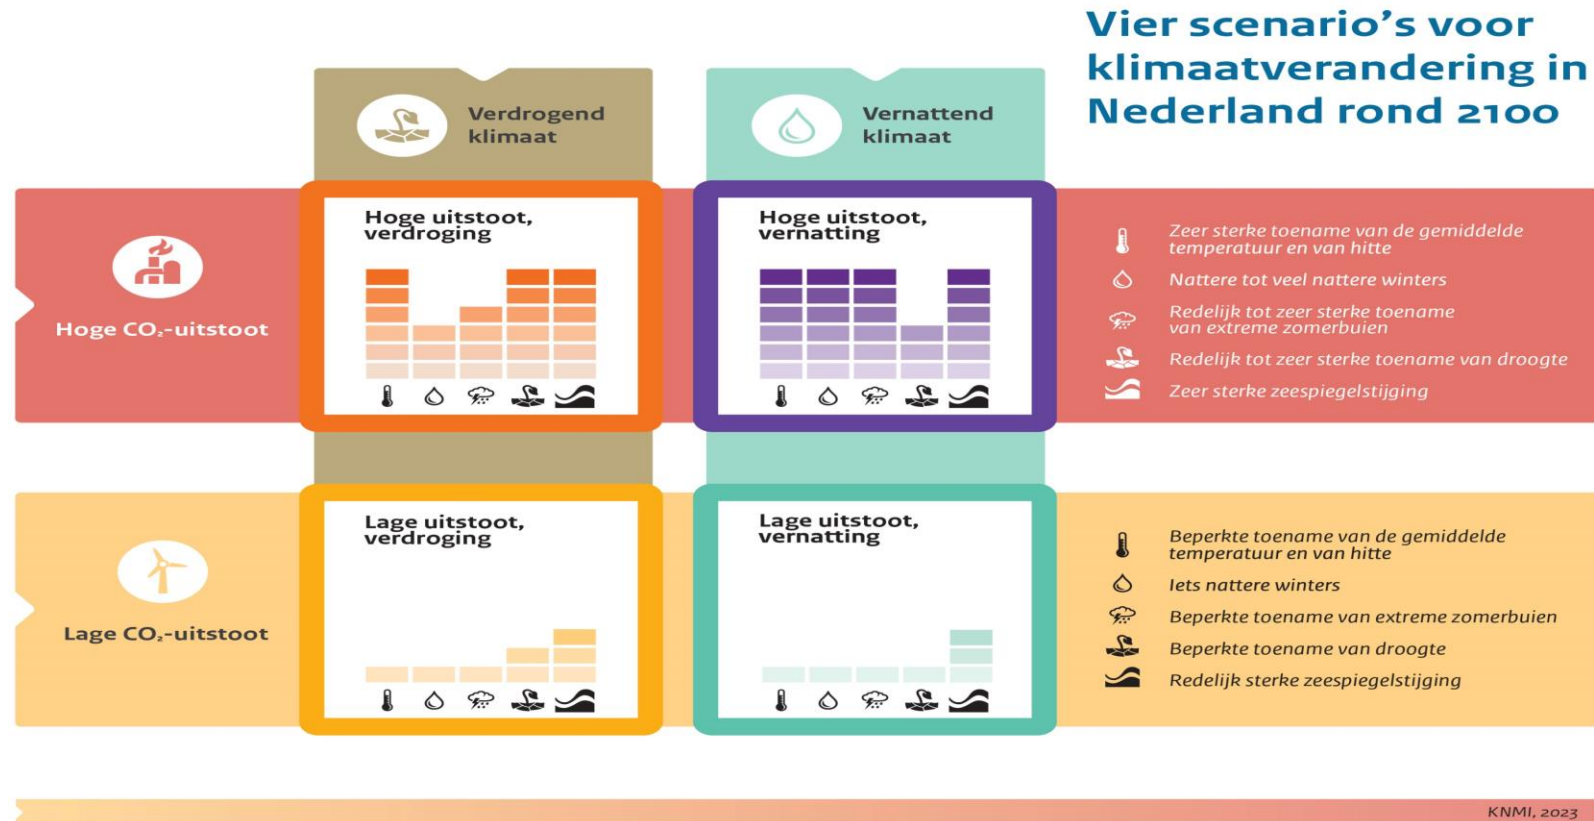 Vier scenario's voor
klimaatverandering in
Nederland rond 2100
Verdrogend
klimaat
Vernattend
klimaat
Hoge CO₂-uitstoot
Hoge uitstoot,
verdroging
Hoge uitstoot,
vernatting
Zeer sterke toename van de gemiddelde
temperatuur en van hitte
Nattere tot veel nattere winters
Redelijk tot zeer sterke toename
van extreme zomerbuien
Redelijk tot zeer sterke toename van droogte
Zeer sterke zeespiegelstijging
Lage CO₂-uitstoot
Lage uitstoot,
verdroging
Lage uitstoot,
vernatting
Beperkte toename van de gemiddelde
temperatuur en van hitte
Iets nattere winters
Beperkte toename van extreme zomerbuien
Beperkte toename van droogte
Redelijk sterke zeespiegelstijging
KNMI, 2023